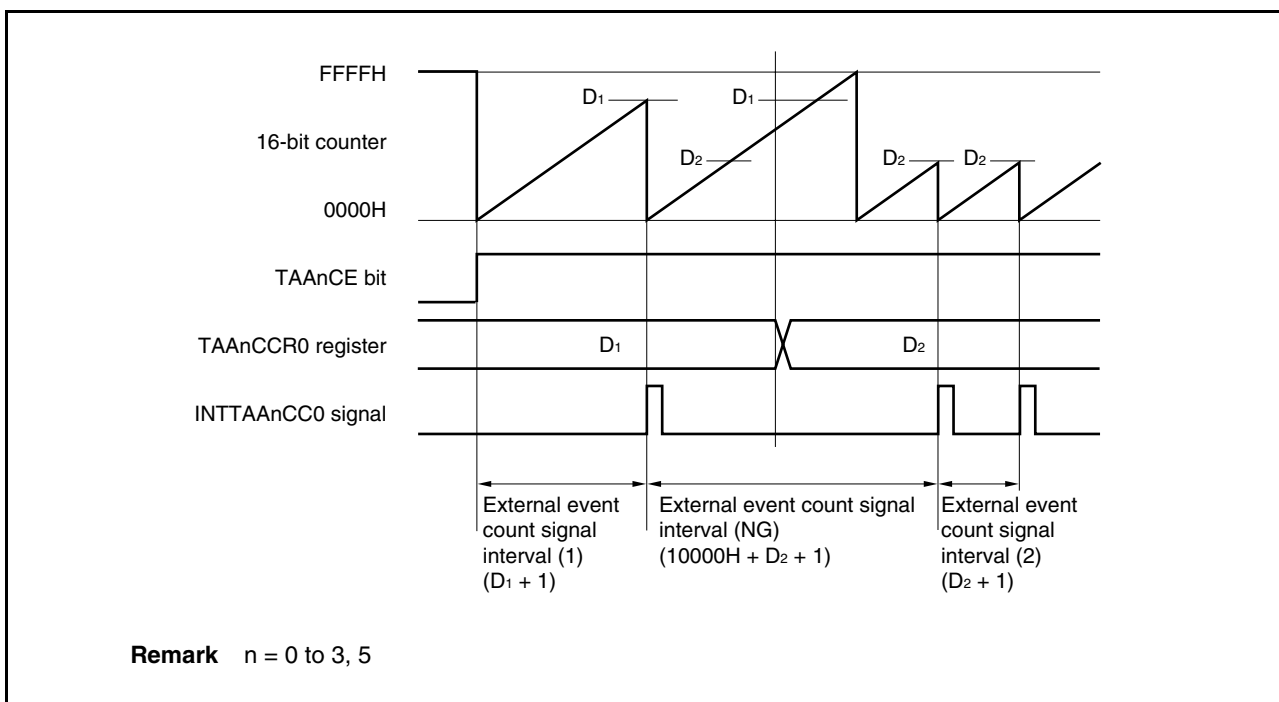 FFFFH
D1
D1
16-bit counter
D2
D2
D2
0000H
TAAnCE bit
TAAnCCR0 register
D1
D2
INTTAAnCC0 signal
External event
count signal
interval (1)
(D1 + 1)
External event count signal
interval (NG)
(10000H + D2 + 1)
External event
count signal
interval (2)
(D2 + 1)
Remark n = 0 to 3, 5